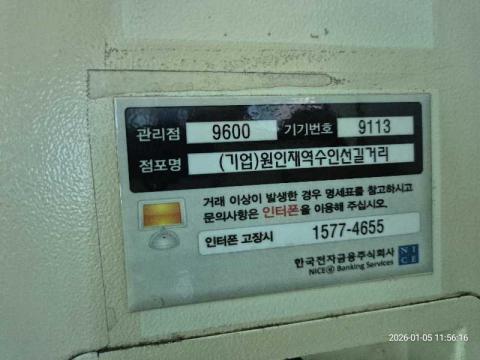 관리점 9600 기기번호 9113
점포명 (기업)원인재역수인선길거리
거래 이상이 발생한 경우 명세표를 참고하시고
문의사항은 인터폰을 이용해 주십시오.
인터폰 고장시 1577-4655
한국전자금융주식회사 NICE
NICE Banking Services
2026-01-05 11:56:16